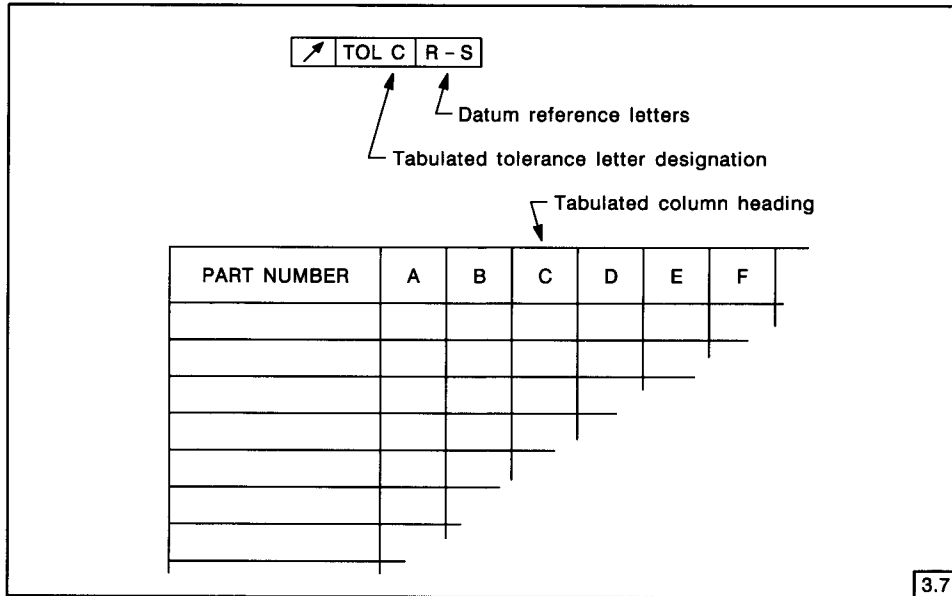 TOL C R - S
Datum reference letters
Tabulated tolerance letter designation
Tabulated column heading
PART NUMBER A B C D E F
3.7